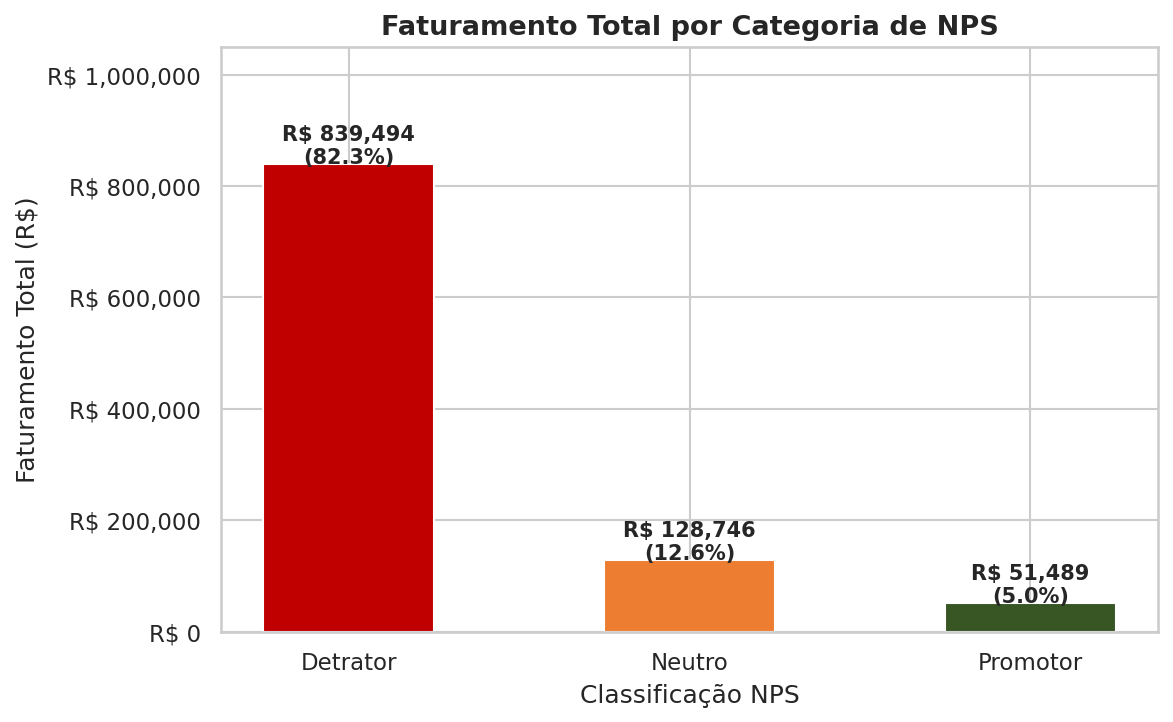 Faturamento Total por Categoria de NPS
R$ 1,000,000
R$ 800,000
R$ 600,000
R$ 400,000
R$ 200,000
R$ 0
Faturamento Total (R$)
R$ 839,494
(82.3%)
R$ 128,746
(12.6%)
R$ 51,489
(5.0%)
Detrator
Neutro
Promotor
Classificação NPS